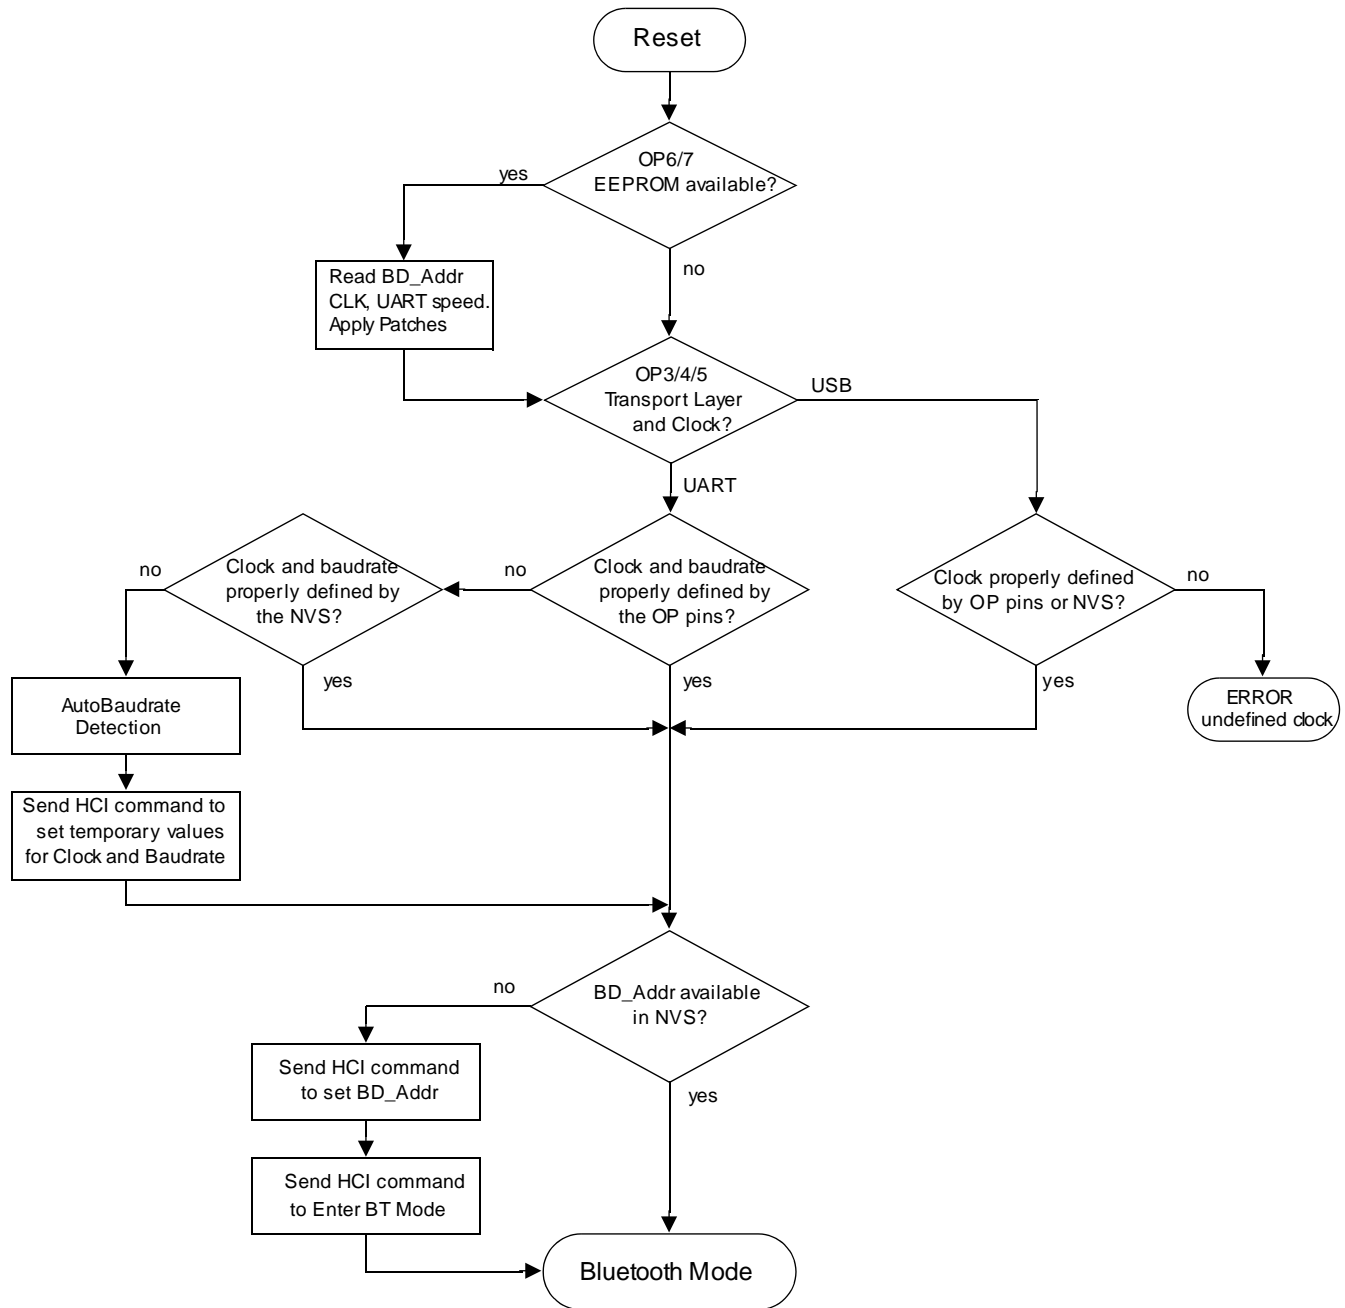 Reset
OP6/7
EEPROM available?
yes
no
Read BD_Addr
CLK, UART speed.
Apply Patches
OP3/4/5
Transport Layer
and Clock?
USB
UART
Clock and baudrate
properly defined by
the NVS?
no
yes
Clock and baudrate
properly defined by
the OP pins?
no
yes
Clock properly defined
by OP pins or NVS?
no
yes
ERROR
undefined clock
AutoBaudrate
Detection
Send HCI command to
set temporary values
for Clock and Baudrate
BD_Addr available
in NVS?
no
yes
Send HCI command
to set BD_Addr
Send HCI command
to Enter BT Mode
Bluetooth Mode